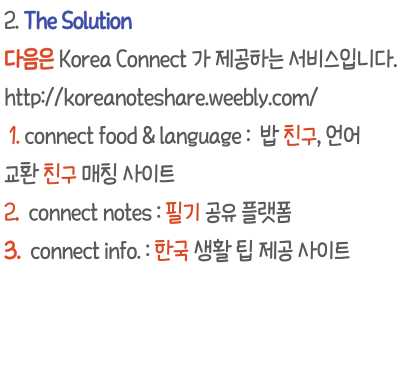 2. The Solution
다음은 Korea Connect 가 제공하는 서비스입니다.
http://koreanoteshare.weebly.com/
1. connect food & language : 밥 친구, 언어
교환 친구 매칭 사이트
2. connect notes : 필기 공유 플랫폼
3. connect info. : 한국 생활 팁 제공 사이트